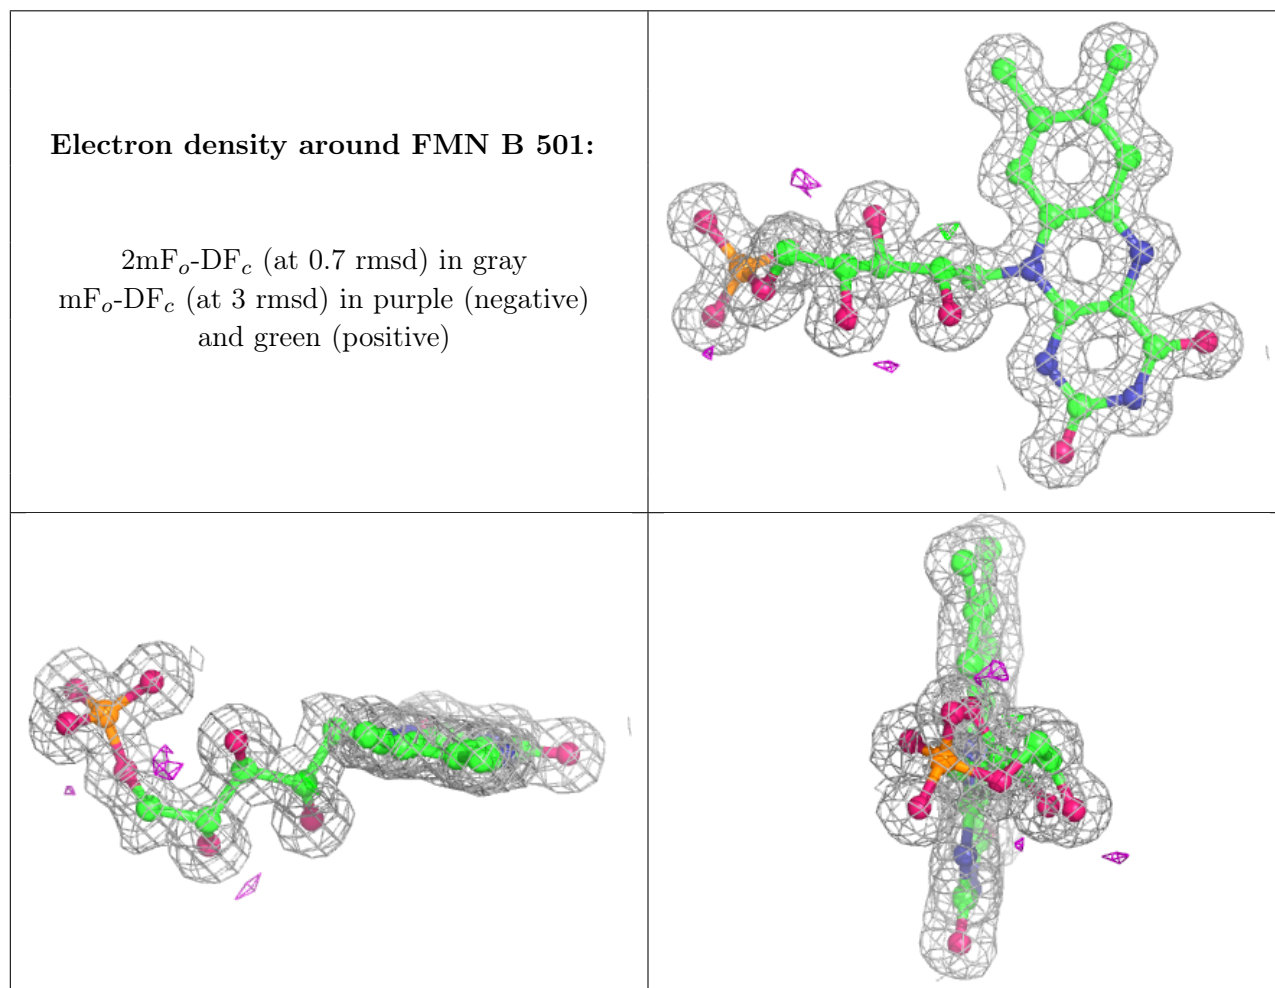 Electron density around FMN B 501:
2mFo-DFc (at 0.7 rmsd) in gray
mFo-DFc (at 3 rmsd) in purple (negative)
and green (positive)